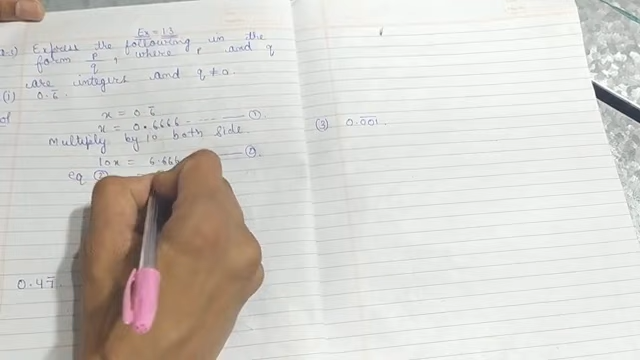 Ex = 1.3
Q-1) Express the following in the
form p/q, where p and q
are integers and q ≠ 0.
(i) 0.6̅.
x = 0.6̅
x = 0.6666 ---- ①
Multiply by 10 both side
10x = 6.666 ②.
eq ②
0.47̅.
(3) 0.0̅0̅1̅.